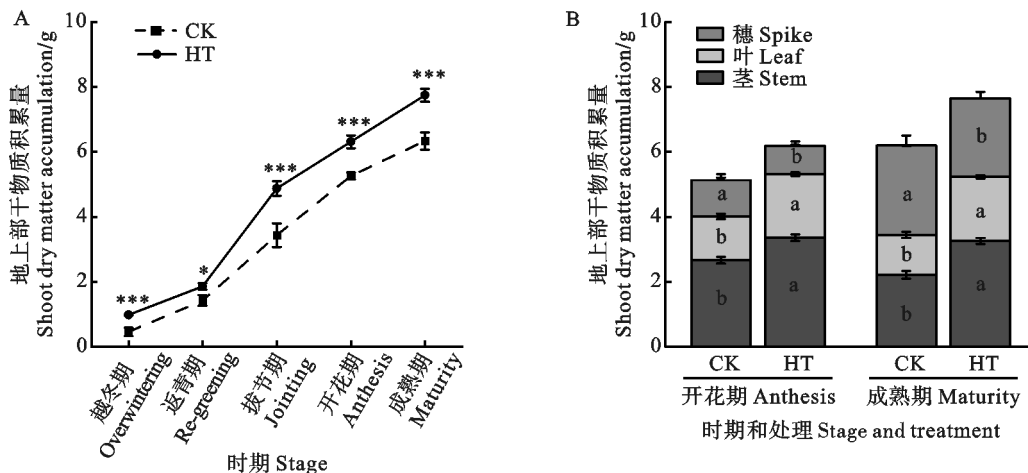 A
地上部干物质积累量
Shoot dry matter accumulation/g
10
8
6
4
2
0
CK
HT
***
*
***
***
***
越冬期
Overwintering
返青期
Re-greening
拔节期
Jointing
开花期
Anthesis
成熟期
Maturity
时期 Stage
B
地上部干物质积累量
Shoot dry matter accumulation/g
10
8
6
4
2
0
穗 Spike
叶 Leaf
茎 Stem
a
b
b
b
a
a
a
b
b
b
a
a
CK
HT
CK
HT
开花期 Anthesis
成熟期 Maturity
时期和处理 Stage and treatment